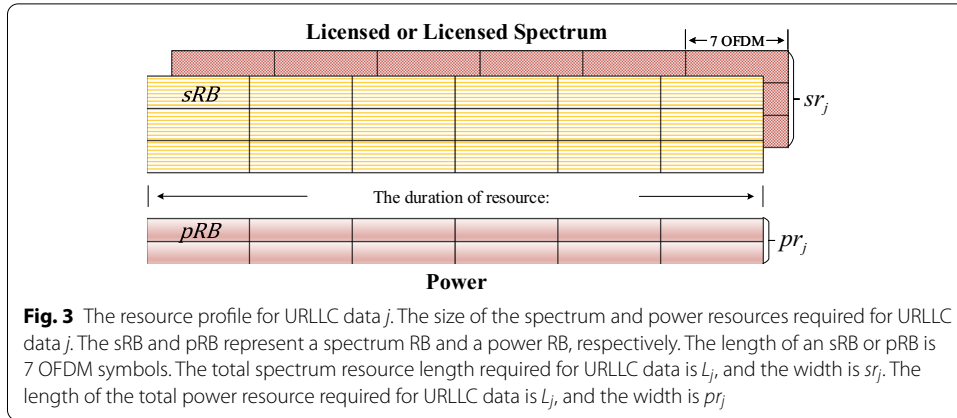 Licensed or Licensed Spectrum
7 OFDM
sRB
sr_j
The duration of resource:
pRB
pr_j
Power
Fig. 3 The resource profile for URLLC data j. The size of the spectrum and power resources required for URLLC
data j. The sRB and pRB represent a spectrum RB and a power RB, respectively. The length of an sRB or pRB is
7 OFDM symbols. The total spectrum resource length required for URLLC data is L_j, and the width is sr_j. The
length of the total power resource required for URLLC data is L_j, and the width is pr_j